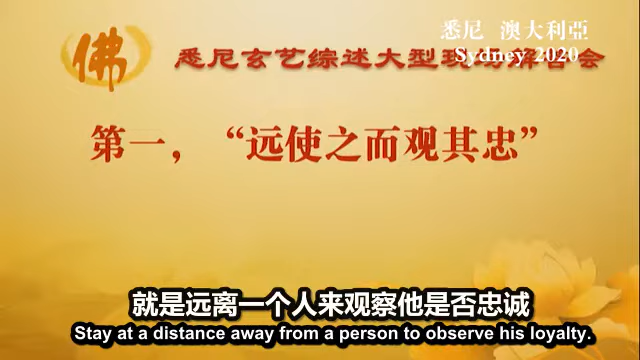 悉尼 澳大利亞
Sydney 2020
佛
悉尼玄艺综述大型现场解答会
第一，“远使之而观其忠”
就是远离一个人来观察他是否忠诚
Stay at a distance away from a person to observe his loyalty.